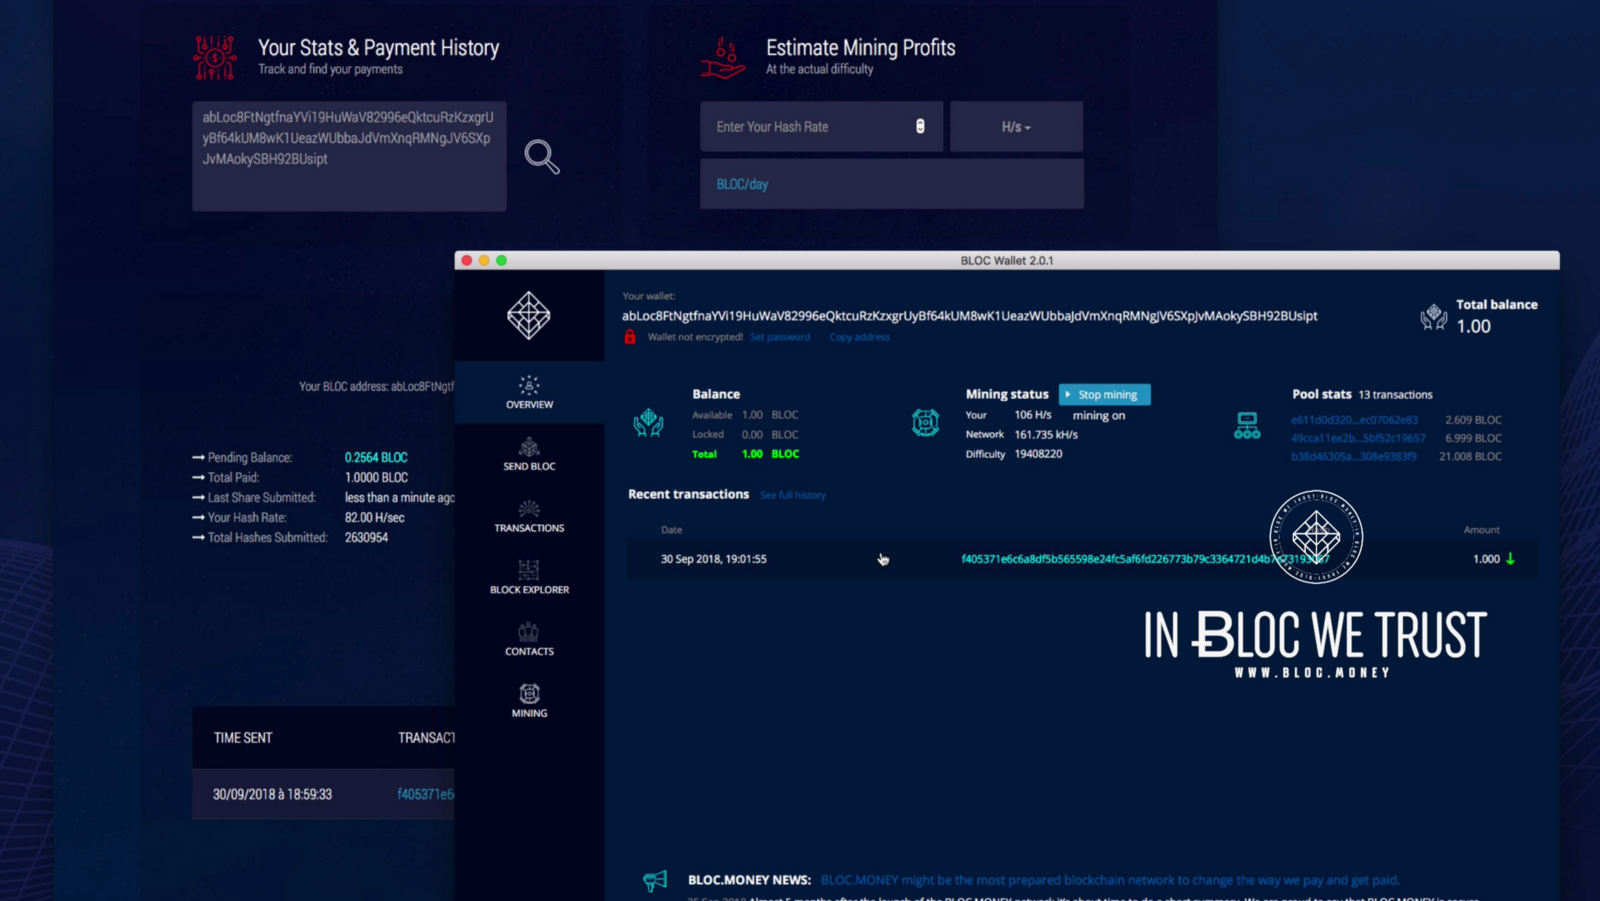 Your Stats & Payment History
Track and find your payments
abLoc8FtNgtfnaYVi19HuWaV82996eQktcuRzKzxgrU
yBf64kUM8wK1UeazWUbbaJdVmXnqRMNgJV6SXp
JvMAokySBH92BUsipt
Estimate Mining Profits
At the actual difficulty
Enter Your Hash Rate
H/s
BLOC/day
Your BLOC address: abLoc8FtNgtf
Pending Balance: 0.2564 BLOC
Total Paid: 1.0000 BLOC
Last Share Submitted: less than a minute ago
Your Hash Rate: 82.00 H/sec
Total Hashes Submitted: 2630954
TIME SENT TRANSACT
30/09/2018 à 18:59:33 f405371e6
BLOC Wallet 2.0.1
OVERVIEW
SEND BLOC
TRANSACTIONS
BLOCK EXPLORER
CONTACTS
MINING
Your wallet:
abLoc8FtNgtfnaYVi19HuWaV82996eQktcuRzKzxgrUyBf64kUM8wK1UeazWUbbaJdVmXnqRMNgJV6SXpJvMAokySBH92BUsipt
Wallet not encrypted! Set password Copy address
Total balance
1.00
Balance
Available 1.00 BLOC
Locked 0.00 BLOC
Total 1.00 BLOC
Mining status Stop mining
Your 106 H/s mining on
Network 161.735 kH/s
Difficulty 19408220
Pool stats 13 transactions
e611d0d320...ec07062e83 2.609 BLOC
49cca11ee2b...5bf52c19657 6.999 BLOC
b38d46305a...308e9383f9 21.008 BLOC
Recent transactions See full history
Date Amount
30 Sep 2018, 19:01:55 1.000
IN BLOC WE TRUST
WWW.BLOC.MONEY
BLOC.MONEY NEWS: BLOC.MONEY might be the most prepared blockchain network to change the way we pay and get paid.